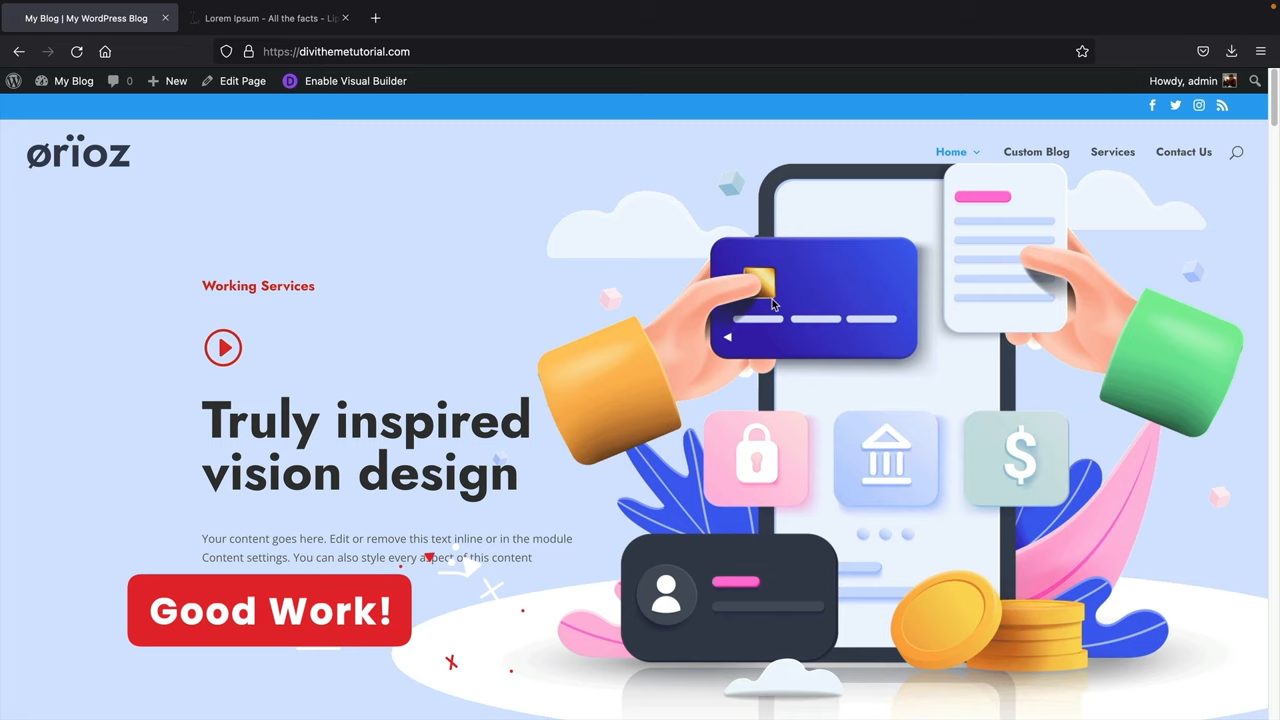 My Blog | My WordPress Blog
Lorem Ipsum - All the facts - Li
https://divithemetutorial.com
My Blog
0
New
Edit Page
D
Enable Visual Builder
Howdy, admin
ørïoz
Home
Custom Blog
Services
Contact Us
Working Services
Truly inspired
vision design
$
Your content goes here. Edit or remove this text inline or in the module
Content settings. You can also style every aspect of this content
Good Work!